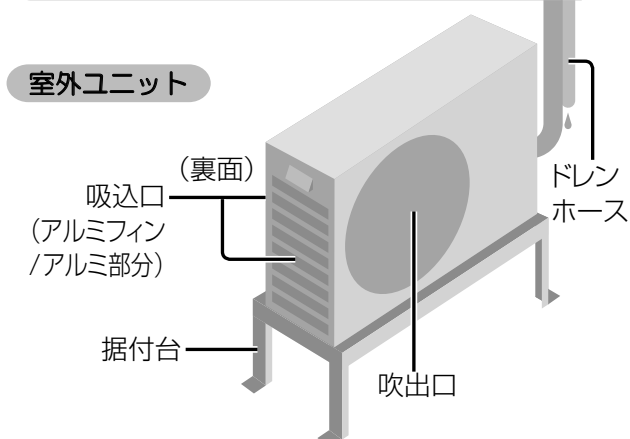 室外ユニット
（裏面）
吸込口
（アルミフィン
/アルミ部分）
ドレン
ホース
据付台
吹出口